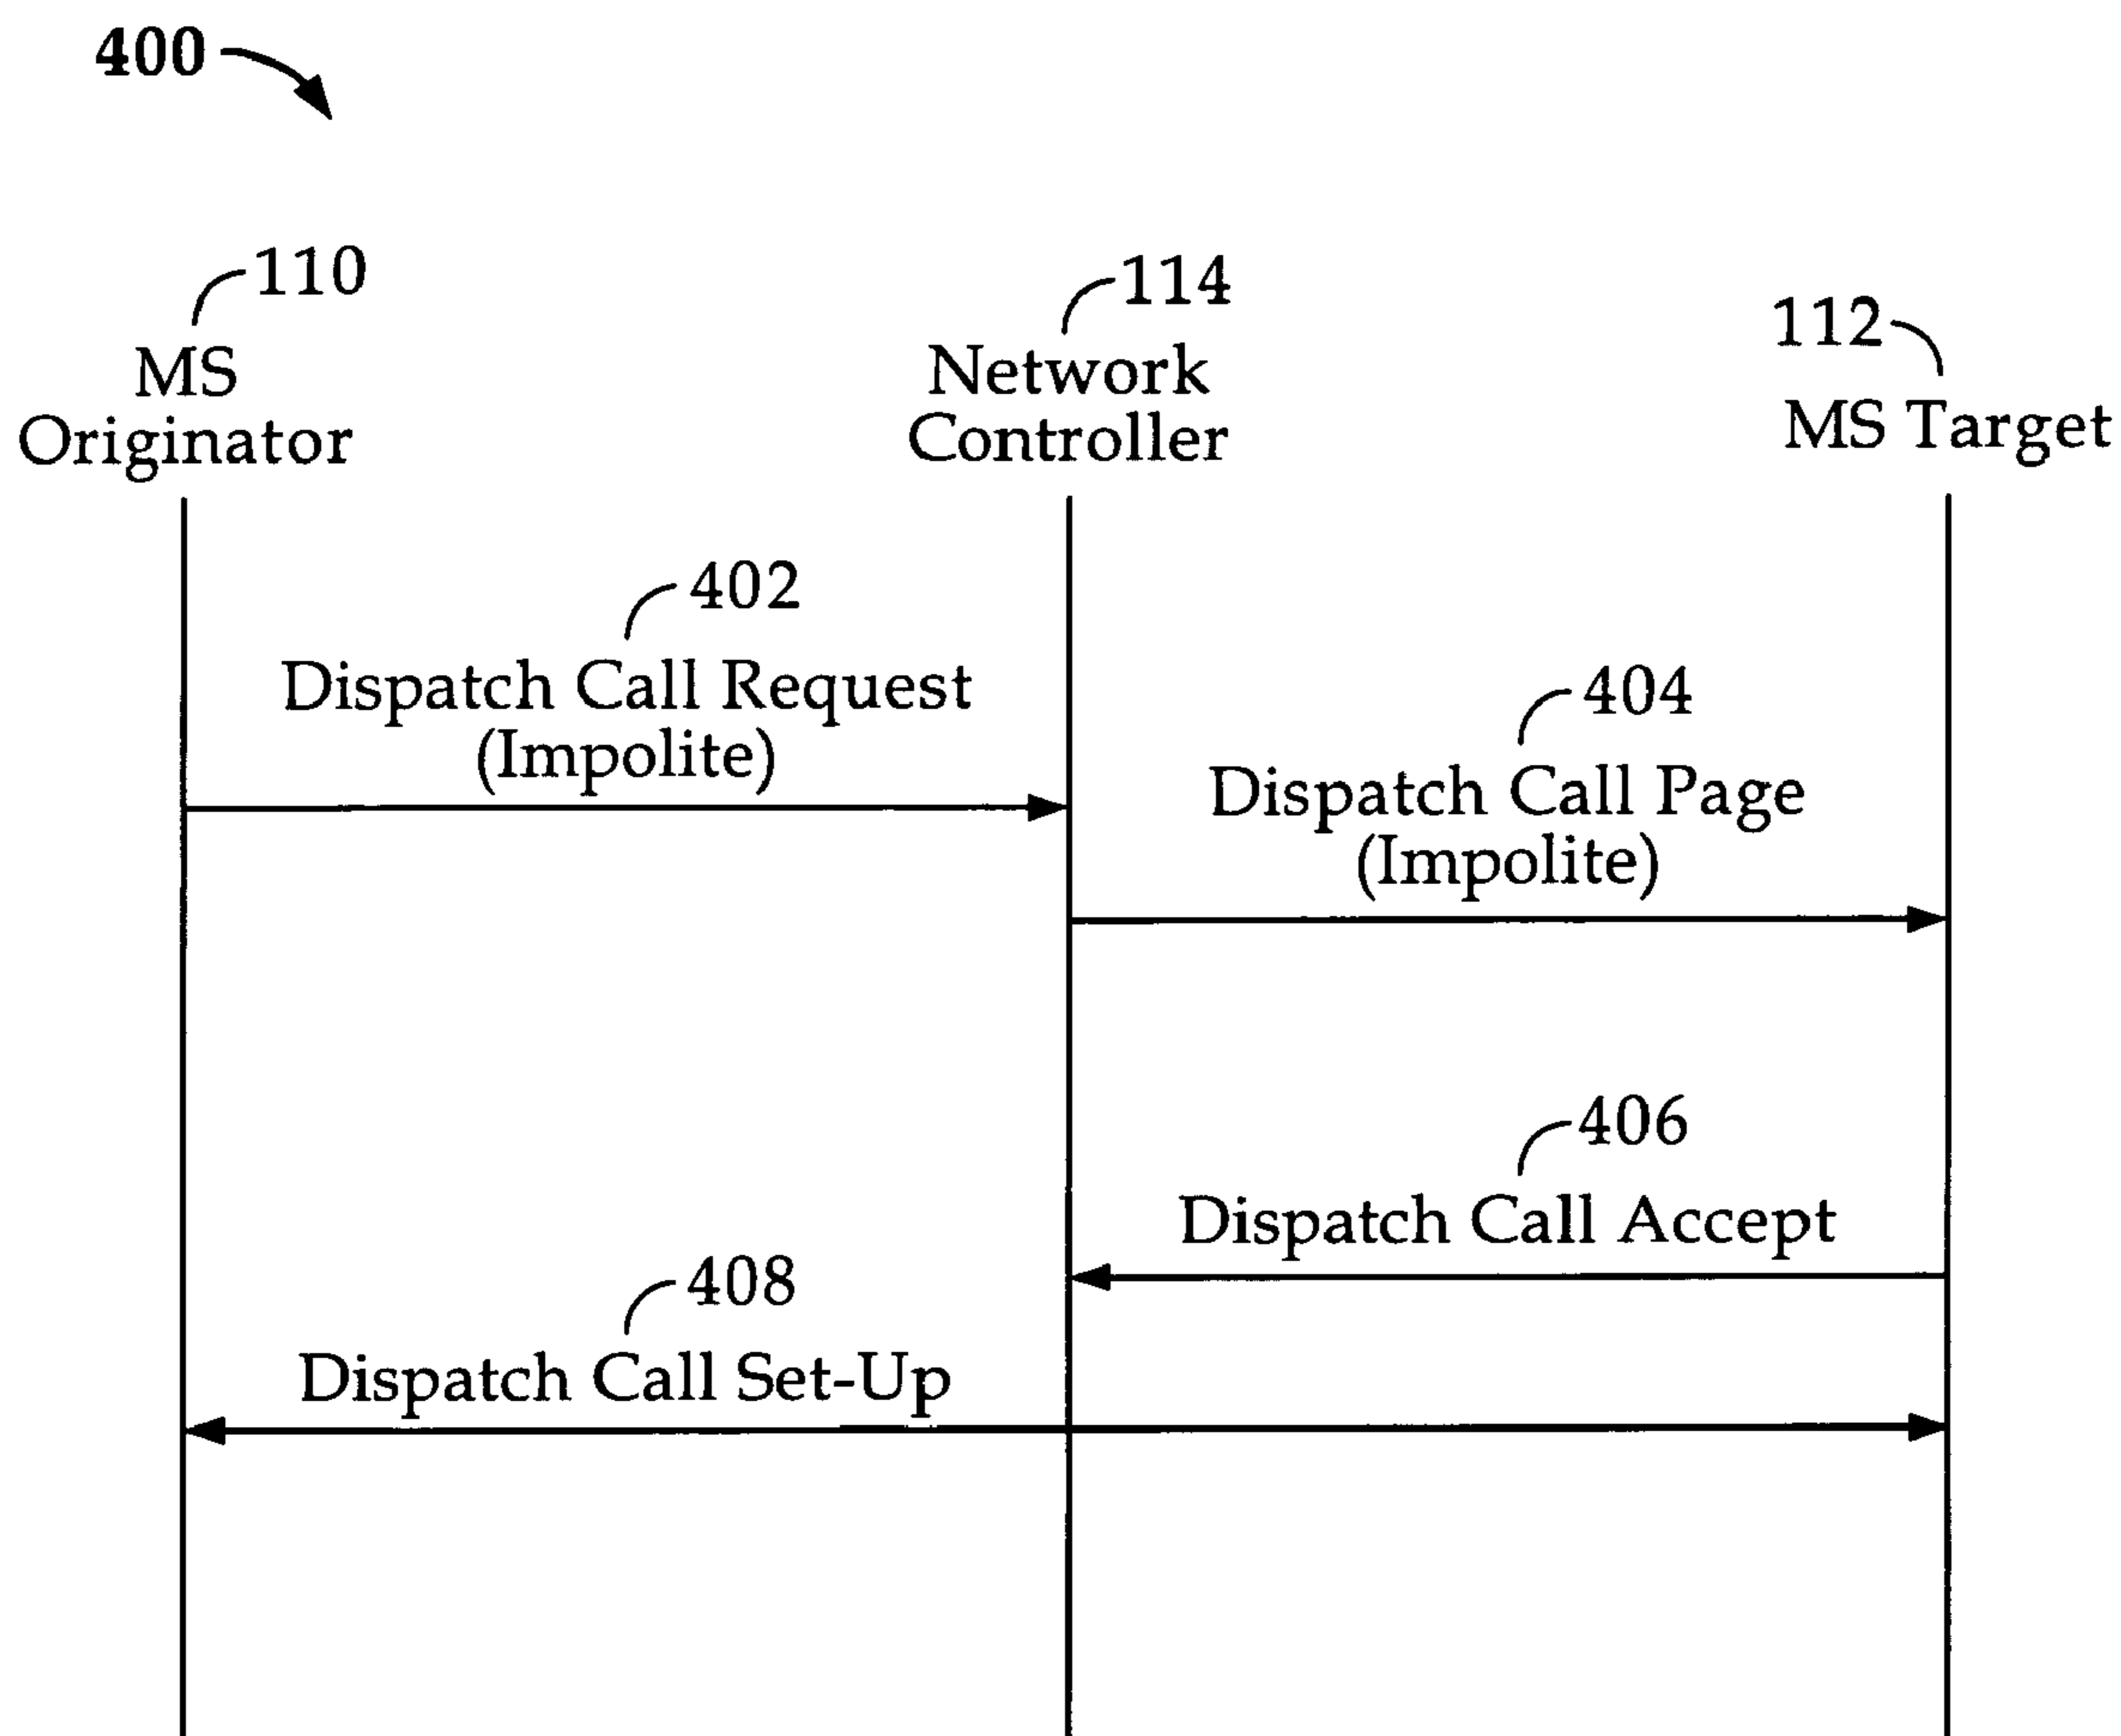 400
110
114
112
MS
Originator
Network
Controller
MS Target
402
Dispatch Call Request
(Impolite)
404
Dispatch Call Page
(Impolite)
406
Dispatch Call Accept
408
Dispatch Call Set-Up